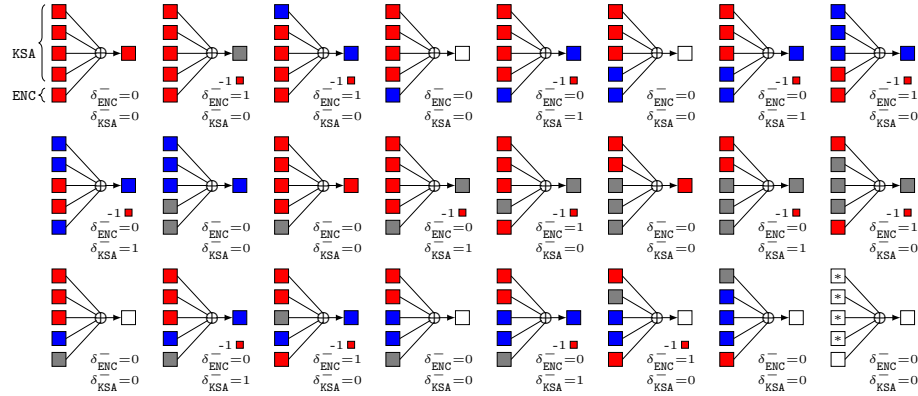 KSA
-1 -1 -1 -1 -1
ENC
δ⁻ENC=0 δ⁻ENC=1 δ⁻ENC=1 δ⁻ENC=0 δ⁻ENC=0 δ⁻ENC=0 δ⁻ENC=0 δ⁻ENC=1
δ⁻KSA=0 δ⁻KSA=0 δ⁻KSA=0 δ⁻KSA=0 δ⁻KSA=1 δ⁻KSA=0 δ⁻KSA=1 δ⁻KSA=0
-1 -1 -1 -1 -1
δ⁻ENC=0 δ⁻ENC=0 δ⁻ENC=0 δ⁻ENC=0 δ⁻ENC=1 δ⁻ENC=0 δ⁻ENC=0 δ⁻ENC=1
δ⁻KSA=1 δ⁻KSA=0 δ⁻KSA=0 δ⁻KSA=1 δ⁻KSA=0 δ⁻KSA=0 δ⁻KSA=1 δ⁻KSA=0
*
*
*
-1 -1 -1 -1 *
δ⁻ENC=0 δ⁻ENC=0 δ⁻ENC=1 δ⁻ENC=0 δ⁻ENC=0 δ⁻ENC=1 δ⁻ENC=0 δ⁻ENC=0
δ⁻KSA=0 δ⁻KSA=1 δ⁻KSA=0 δ⁻KSA=0 δ⁻KSA=1 δ⁻KSA=0 δ⁻KSA=0 δ⁻KSA=0